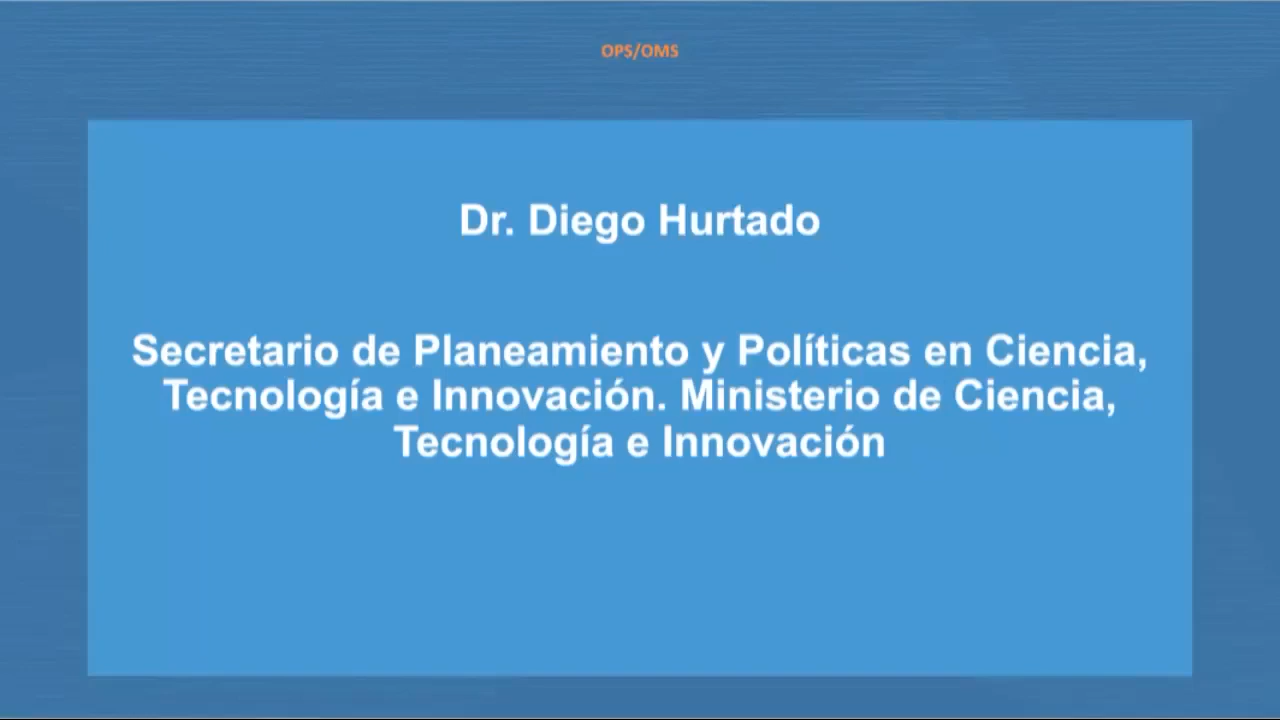 OPS/OMS
Dr. Diego Hurtado
Secretario de Planeamiento y Políticas en Ciencia,
Tecnología e Innovación. Ministerio de Ciencia,
Tecnología e Innovación